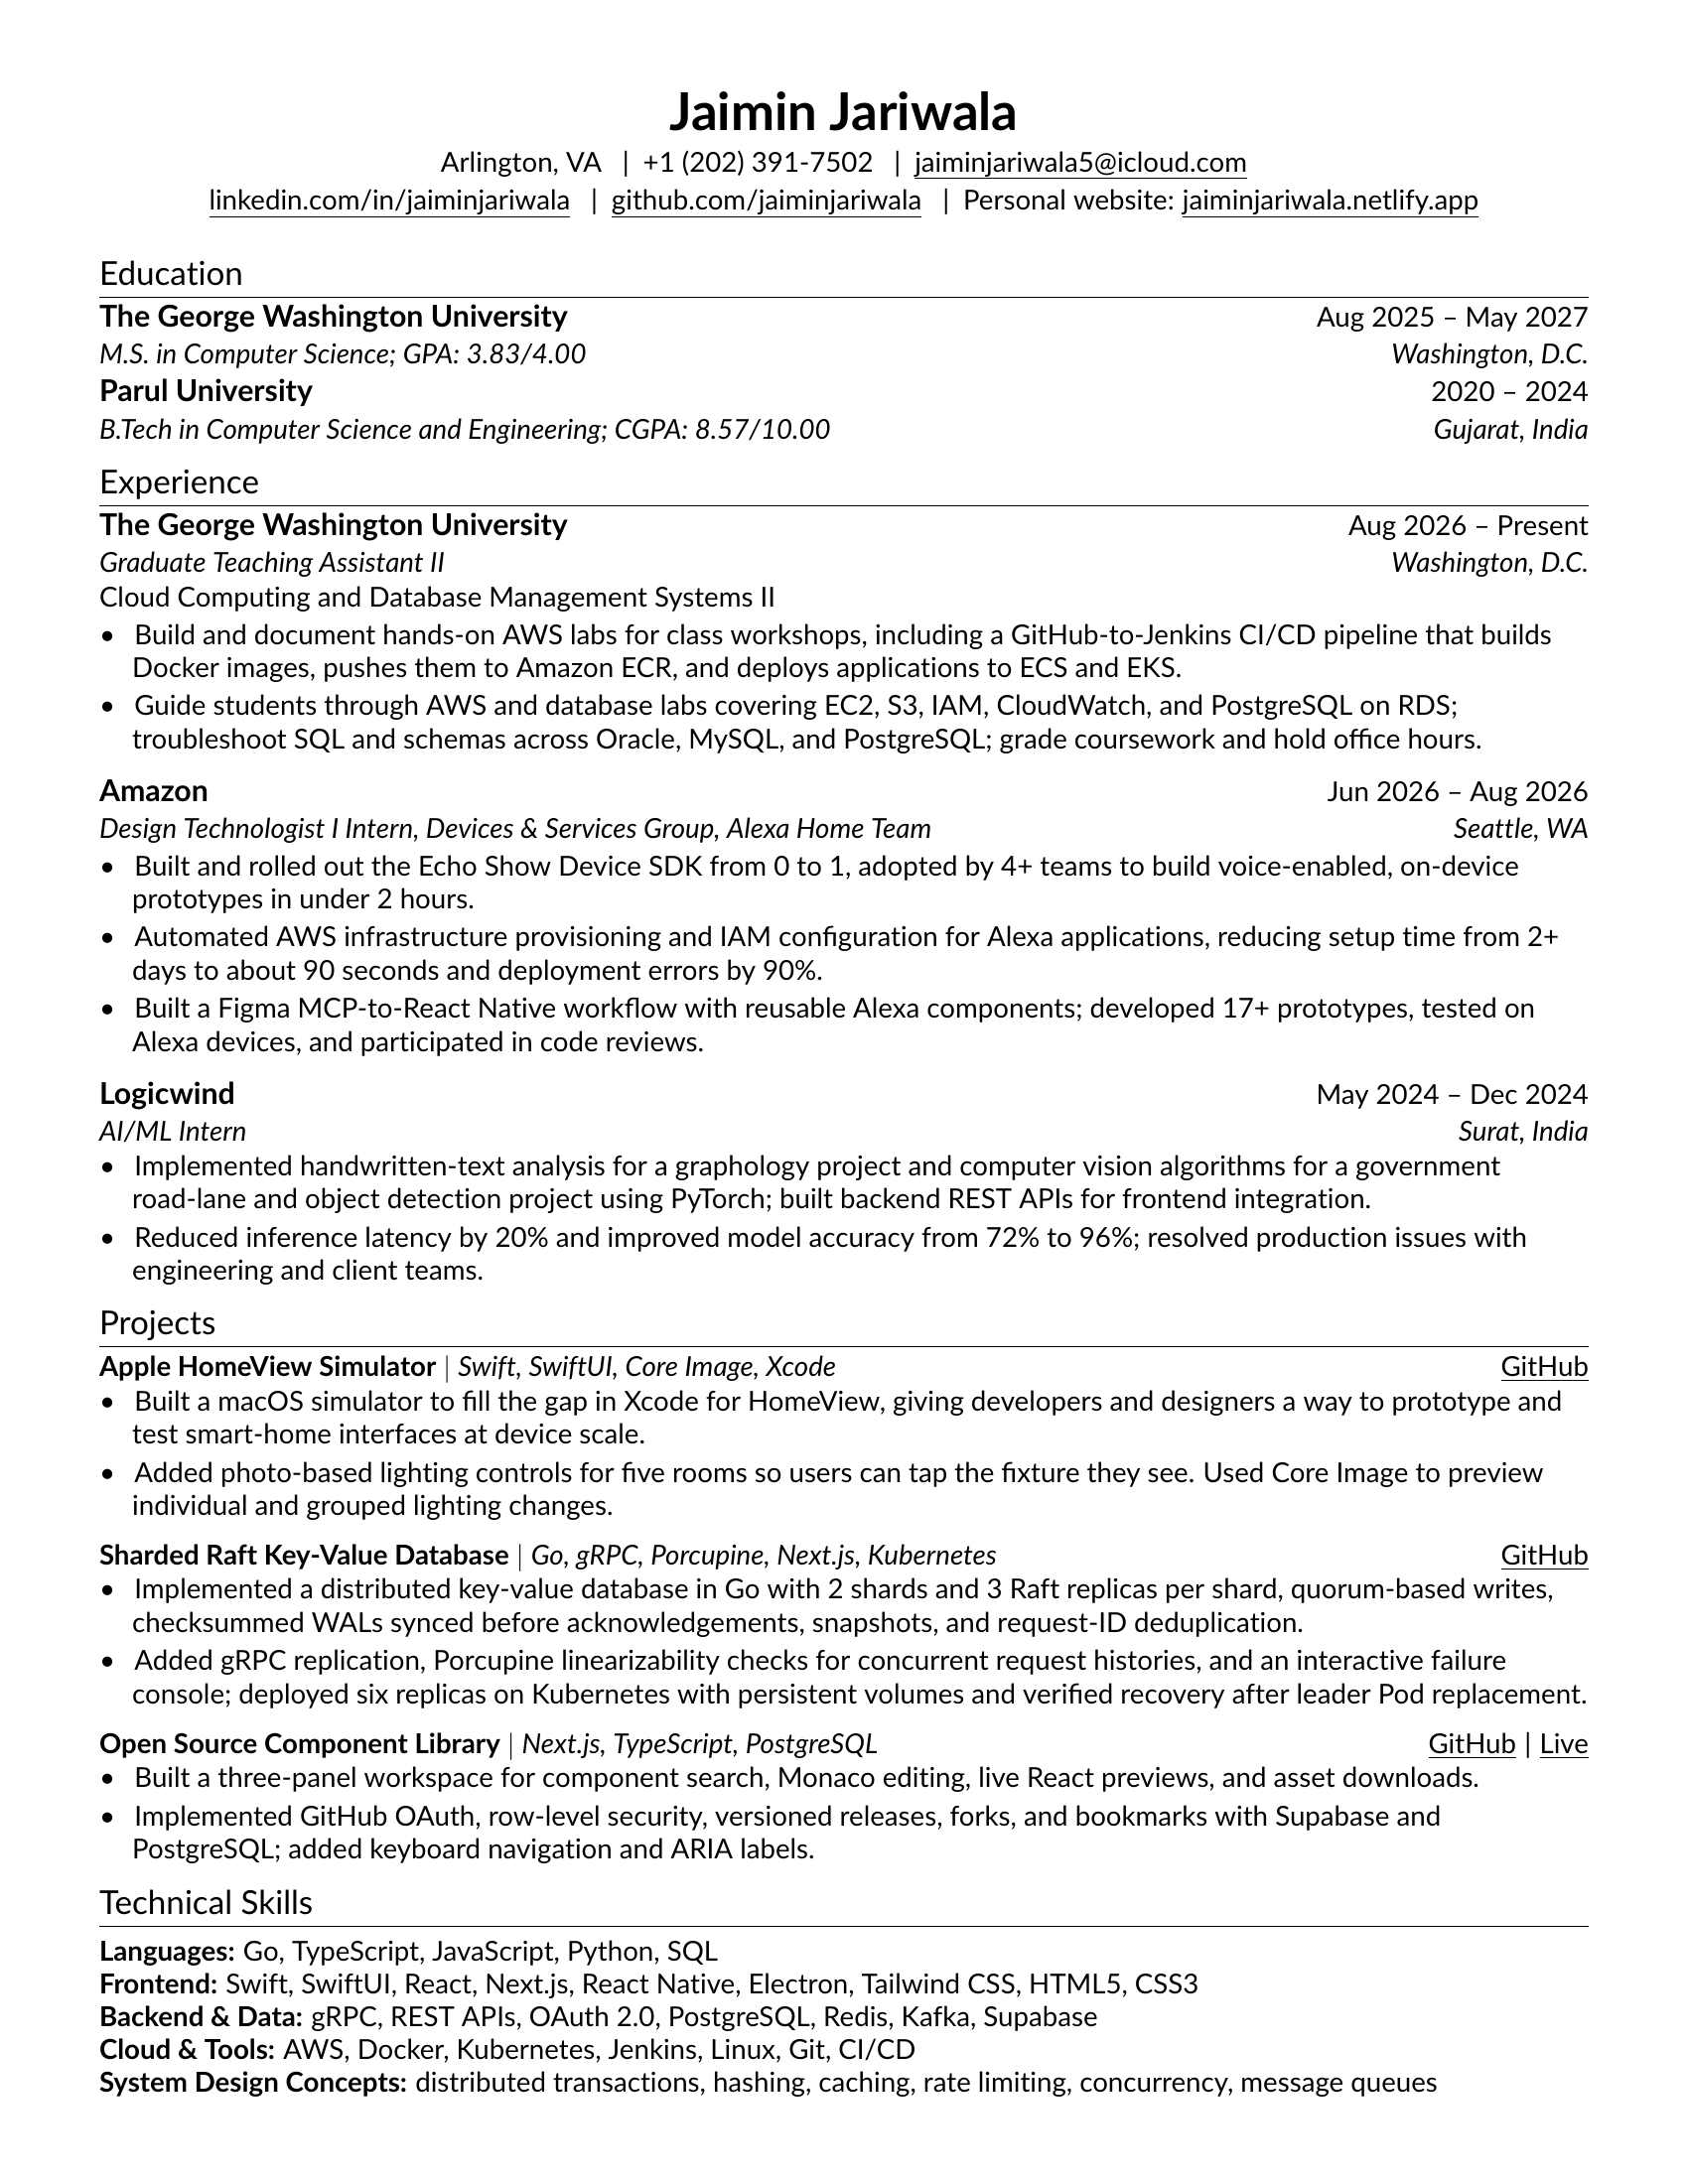 Jaimin Jariwala
Arlington, VA | +1 (202) 391-7502 | jaiminjariwala5@icloud.com
linkedin.com/in/jaiminjariwala | github.com/jaiminjariwala | Personal website: jaiminjariwala.netlify.app
Education
The George Washington University Aug 2025 – May 2027
M.S. in Computer Science; GPA: 3.83/4.00 Washington, D.C.
Parul University 2020 – 2024
B.Tech in Computer Science and Engineering; CGPA: 8.57/10.00 Gujarat, India
Experience
The George Washington University Aug 2026 – Present
Graduate Teaching Assistant II Washington, D.C.
Cloud Computing and Database Management Systems II
• Build and document hands-on AWS labs for class workshops, including a GitHub-to-Jenkins CI/CD pipeline that builds
Docker images, pushes them to Amazon ECR, and deploys applications to ECS and EKS.
• Guide students through AWS and database labs covering EC2, S3, IAM, CloudWatch, and PostgreSQL on RDS;
troubleshoot SQL and schemas across Oracle, MySQL, and PostgreSQL; grade coursework and hold office hours.
Amazon Jun 2026 – Aug 2026
Design Technologist I Intern, Devices & Services Group, Alexa Home Team Seattle, WA
• Built and rolled out the Echo Show Device SDK from 0 to 1, adopted by 4+ teams to build voice-enabled, on-device
prototypes in under 2 hours.
• Automated AWS infrastructure provisioning and IAM configuration for Alexa applications, reducing setup time from 2+
days to about 90 seconds and deployment errors by 90%.
• Built a Figma MCP-to-React Native workflow with reusable Alexa components; developed 17+ prototypes, tested on
Alexa devices, and participated in code reviews.
Logicwind May 2024 – Dec 2024
AI/ML Intern Surat, India
• Implemented handwritten-text analysis for a graphology project and computer vision algorithms for a government
road-lane and object detection project using PyTorch; built backend REST APIs for frontend integration.
• Reduced inference latency by 20% and improved model accuracy from 72% to 96%; resolved production issues with
engineering and client teams.
Projects
Apple HomeView Simulator | Swift, SwiftUI, Core Image, Xcode GitHub
• Built a macOS simulator to fill the gap in Xcode for HomeView, giving developers and designers a way to prototype and
test smart-home interfaces at device scale.
• Added photo-based lighting controls for five rooms so users can tap the fixture they see. Used Core Image to preview
individual and grouped lighting changes.
Sharded Raft Key-Value Database | Go, gRPC, Porcupine, Next.js, Kubernetes GitHub
• Implemented a distributed key-value database in Go with 2 shards and 3 Raft replicas per shard, quorum-based writes,
checksummed WALs synced before acknowledgements, snapshots, and request-ID deduplication.
• Added gRPC replication, Porcupine linearizability checks for concurrent request histories, and an interactive failure
console; deployed six replicas on Kubernetes with persistent volumes and verified recovery after leader Pod replacement.
Open Source Component Library | Next.js, TypeScript, PostgreSQL GitHub | Live
• Built a three-panel workspace for component search, Monaco editing, live React previews, and asset downloads.
• Implemented GitHub OAuth, row-level security, versioned releases, forks, and bookmarks with Supabase and
PostgreSQL; added keyboard navigation and ARIA labels.
Technical Skills
Languages: Go, TypeScript, JavaScript, Python, SQL
Frontend: Swift, SwiftUI, React, Next.js, React Native, Electron, Tailwind CSS, HTML5, CSS3
Backend & Data: gRPC, REST APIs, OAuth 2.0, PostgreSQL, Redis, Kafka, Supabase
Cloud & Tools: AWS, Docker, Kubernetes, Jenkins, Linux, Git, CI/CD
System Design Concepts: distributed transactions, hashing, caching, rate limiting, concurrency, message queues